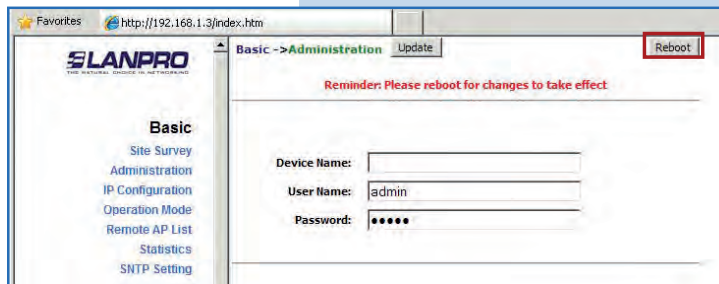 Favorites
http://192.168.1.3/index.htm
LANPRO
THE NATURAL CHOICE IN NETWORKING
Basic ->Administration
Update
Reboot
Reminder: Please reboot for changes to take effect
Basic
Site Survey
Administration
IP Configuration
Operation Mode
Remote AP List
Statistics
SNTP Setting
Device Name:
User Name: admin
Password: •••••